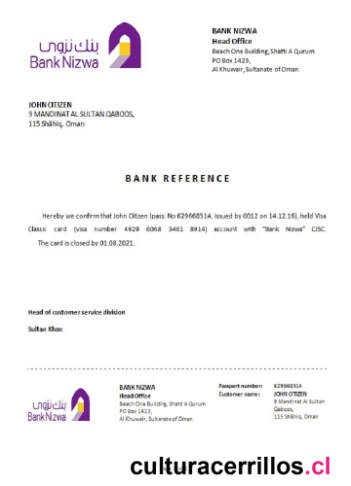 بنك نزوى
Bank Nizwa
BANK NIZWA
Head Office
Beach One Building, Shatti A Qurum
PO Box 1423,
Al Khuwair, Sultanate of Oman
JOHN CITIZEN
9 MANDINAT AL SULTAN QABOOS,
115 Shāhiq, Oman
BANK REFERENCE
Hereby we confirm that John Citizen (pass. No 629668514, issued by 0012 on 14.12.16), held Visa
Classic card (visa number 4929 6068 3461 8914) account with "Bank Nizwa" CJSC.
The card is closed by 01.08.2021.
Head of customer service division
Sultan Khan
بنك نزوى
Bank Nizwa
BANK NIZWA
Head Office
Beach One Building, Shatti A Qurum
PO Box 1423,
Al Khuwair, Sultanate of Oman
Passport number: 629668514
Customer name: JOHN CITIZEN
9 Mandinat Al Sultan
Qaboos,
115 Shāhiq, Oman
culturacerrillos.cl